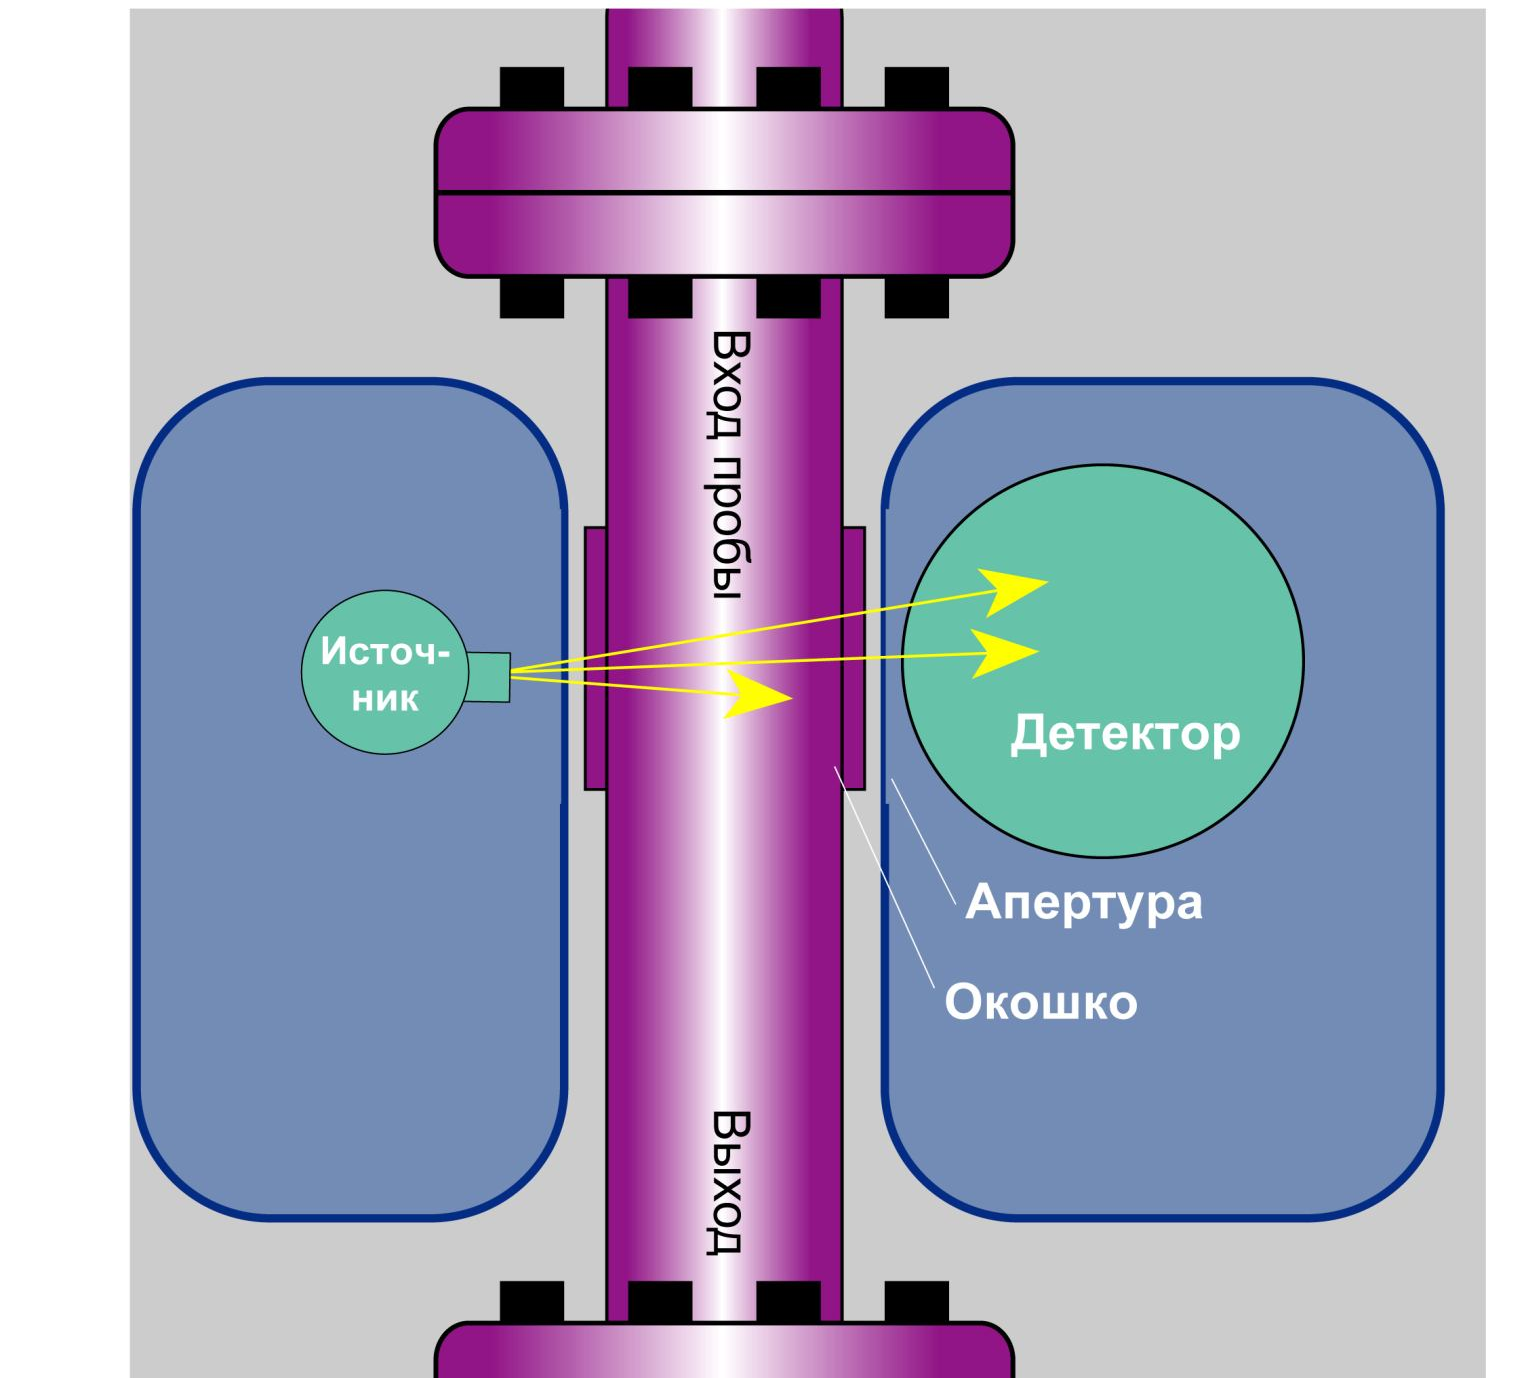 Вход пробы
Источ-
ник
Детектор
Апертура
Окошко
Выход